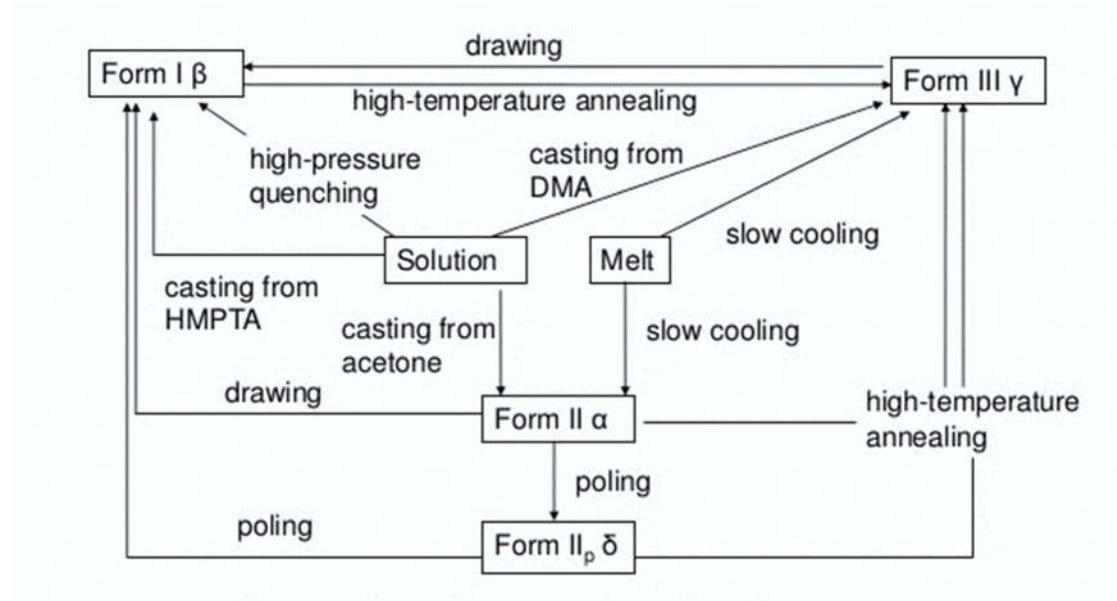 drawing
Form I β
Form III γ
high-temperature annealing
high-pressure
quenching
casting from
DMA
slow cooling
Solution
Melt
casting from
HMPTA
casting from
acetone
slow cooling
drawing
Form II α
high-temperature
annealing
poling
poling
Form IIp δ